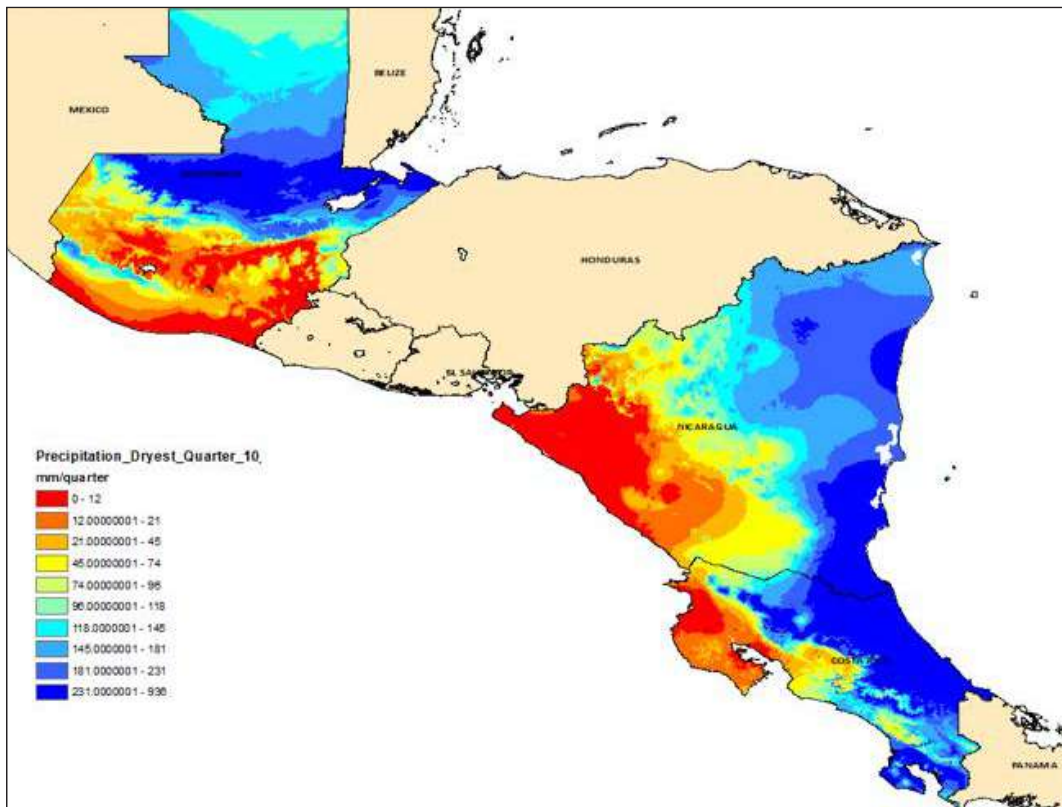 BELIZE
MEXICO
HONDURAS
NICARAGUA
Precipitation_Dryest_Quarter_10_
mm/quarter
0 - 12
12.00000001 - 21
21.00000001 - 45
45.00000001 - 74
74.00000001 - 96
96.00000001 - 118
118.0000001 - 145
145.0000001 - 181
181.0000001 - 231
231.0000001 - 936
PANAMA